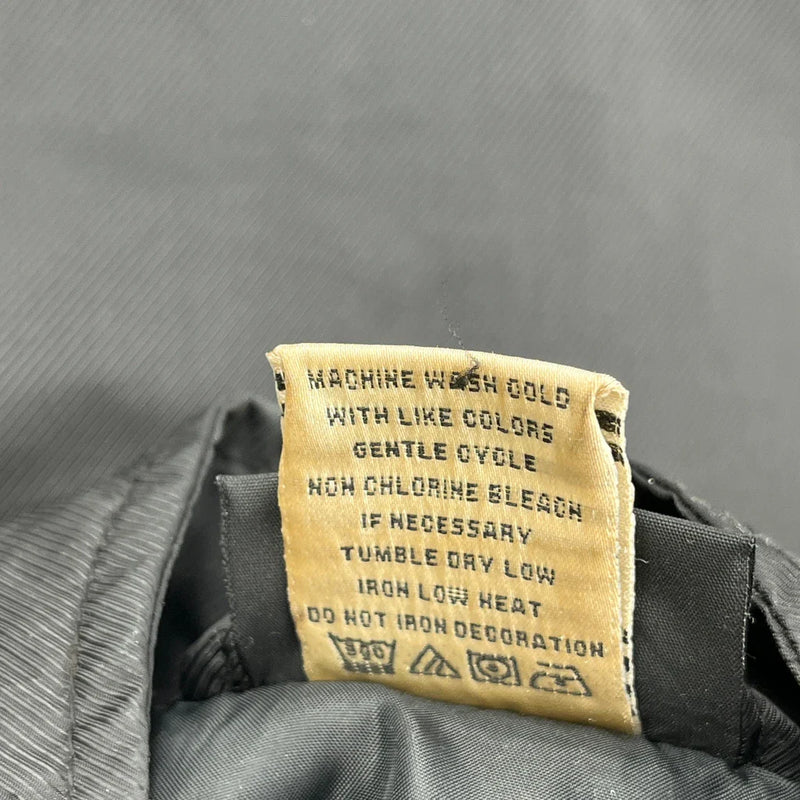 MACHINE WASH COLD
WITH LIKE COLORS
GENTLE CYCLE
NON CHLORINE BLEACH
IF NECESSARY
TUMBLE DRY LOW
IRON LOW HEAT
DO NOT IRON DECORATION